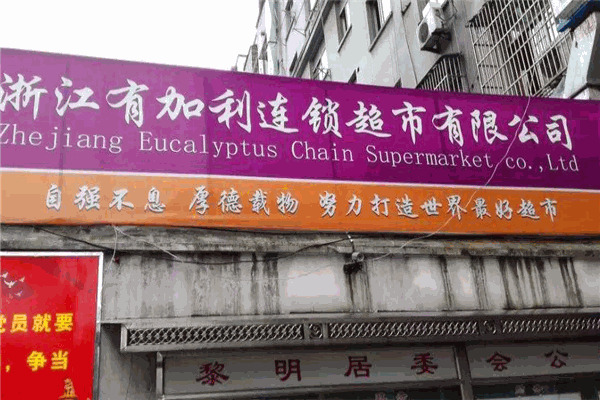 浙江有加利连锁超市有限公司
Zhejiang Eucalyptus Chain Supermarket co.,Ltd
自强不息 厚德载物 努力打造世界最好超市
党员就要
，争当
黎明居委会公